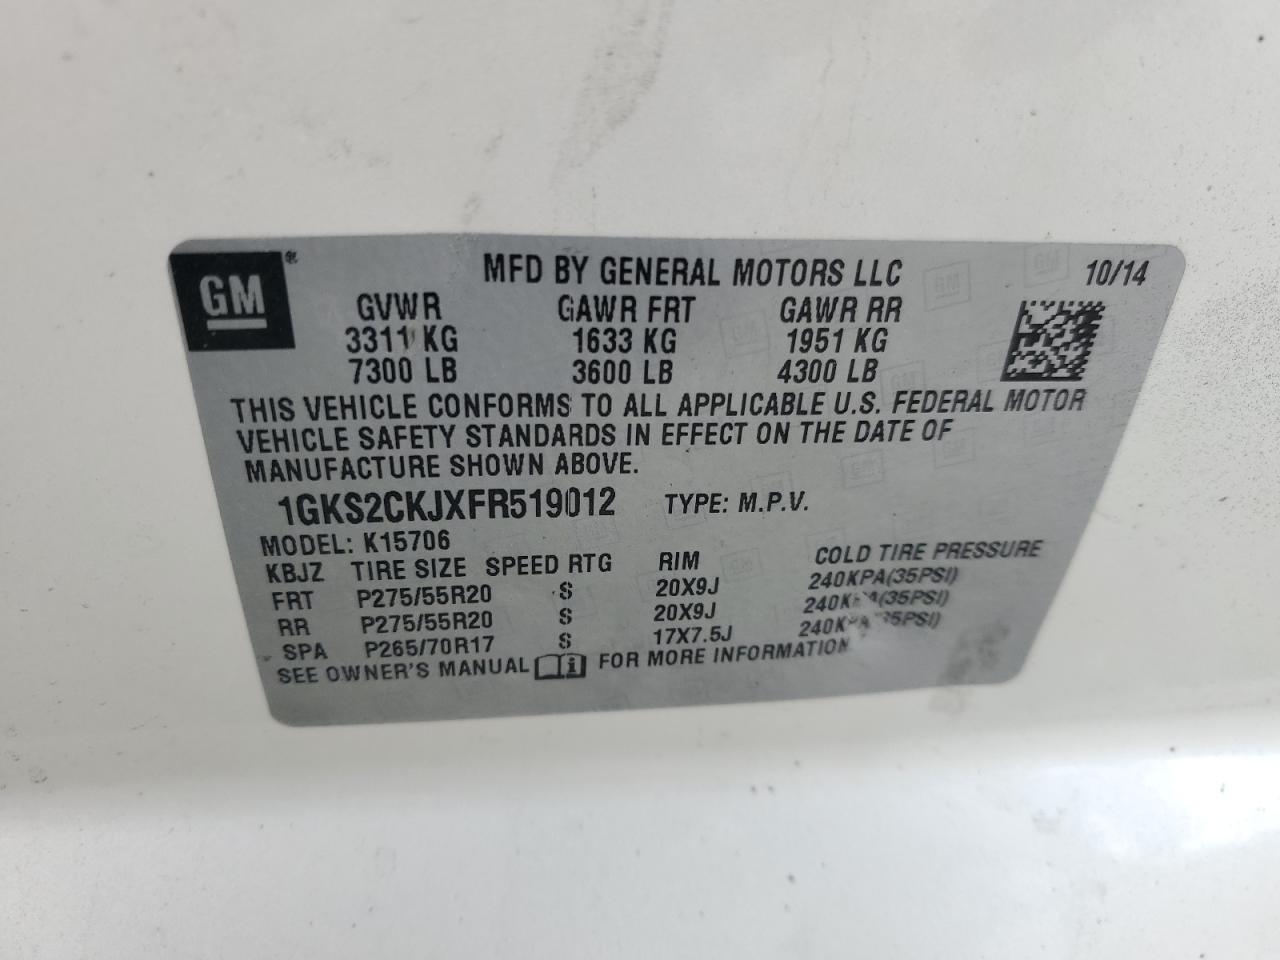 GM®
MFD BY GENERAL MOTORS LLC 10/14
GVWR GAWR FRT GAWR RR
3311 KG 1633 KG 1951 KG
7300 LB 3600 LB 4300 LB
THIS VEHICLE CONFORMS TO ALL APPLICABLE U.S. FEDERAL MOTOR
VEHICLE SAFETY STANDARDS IN EFFECT ON THE DATE OF
MANUFACTURE SHOWN ABOVE.
1GKS2CKJXFR519012 TYPE: M.P.V.
MODEL: K15706
KBJZ TIRE SIZE SPEED RTG RIM COLD TIRE PRESSURE
FRT P275/55R20 S 20X9J 240KPA(35PSI)
RR P275/55R20 S 20X9J 240KPA(35PSI)
SPA P265/70R17 S 17X7.5J 240KPA(35PSI)
SEE OWNER'S MANUAL FOR MORE INFORMATION